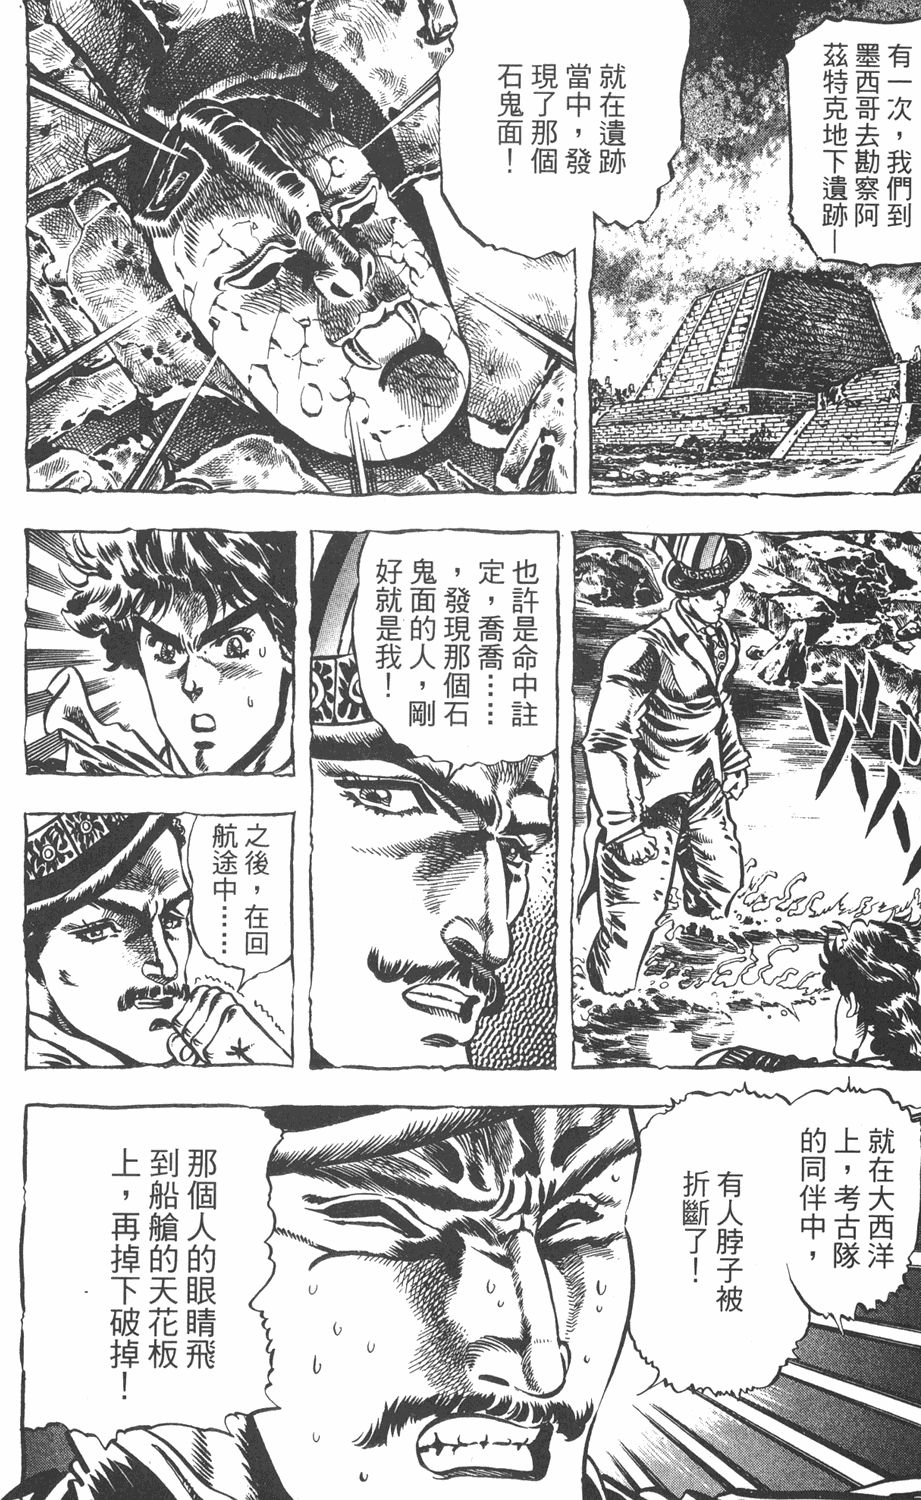 有一次，我們到
墨西哥去勘察阿
茲特克地下遺跡—
就在遺跡
當中，發
現了那個
石鬼面！
也許是命中註
定，喬喬……
，發現那個石
鬼面的人，剛
好就是我！
之後，在回
航途中……
就在大西洋
上，考古隊
的同伴中，
有人脖子被
折斷了！
那個人的眼睛飛
到船艙的天花板
上，再掉下破掉！